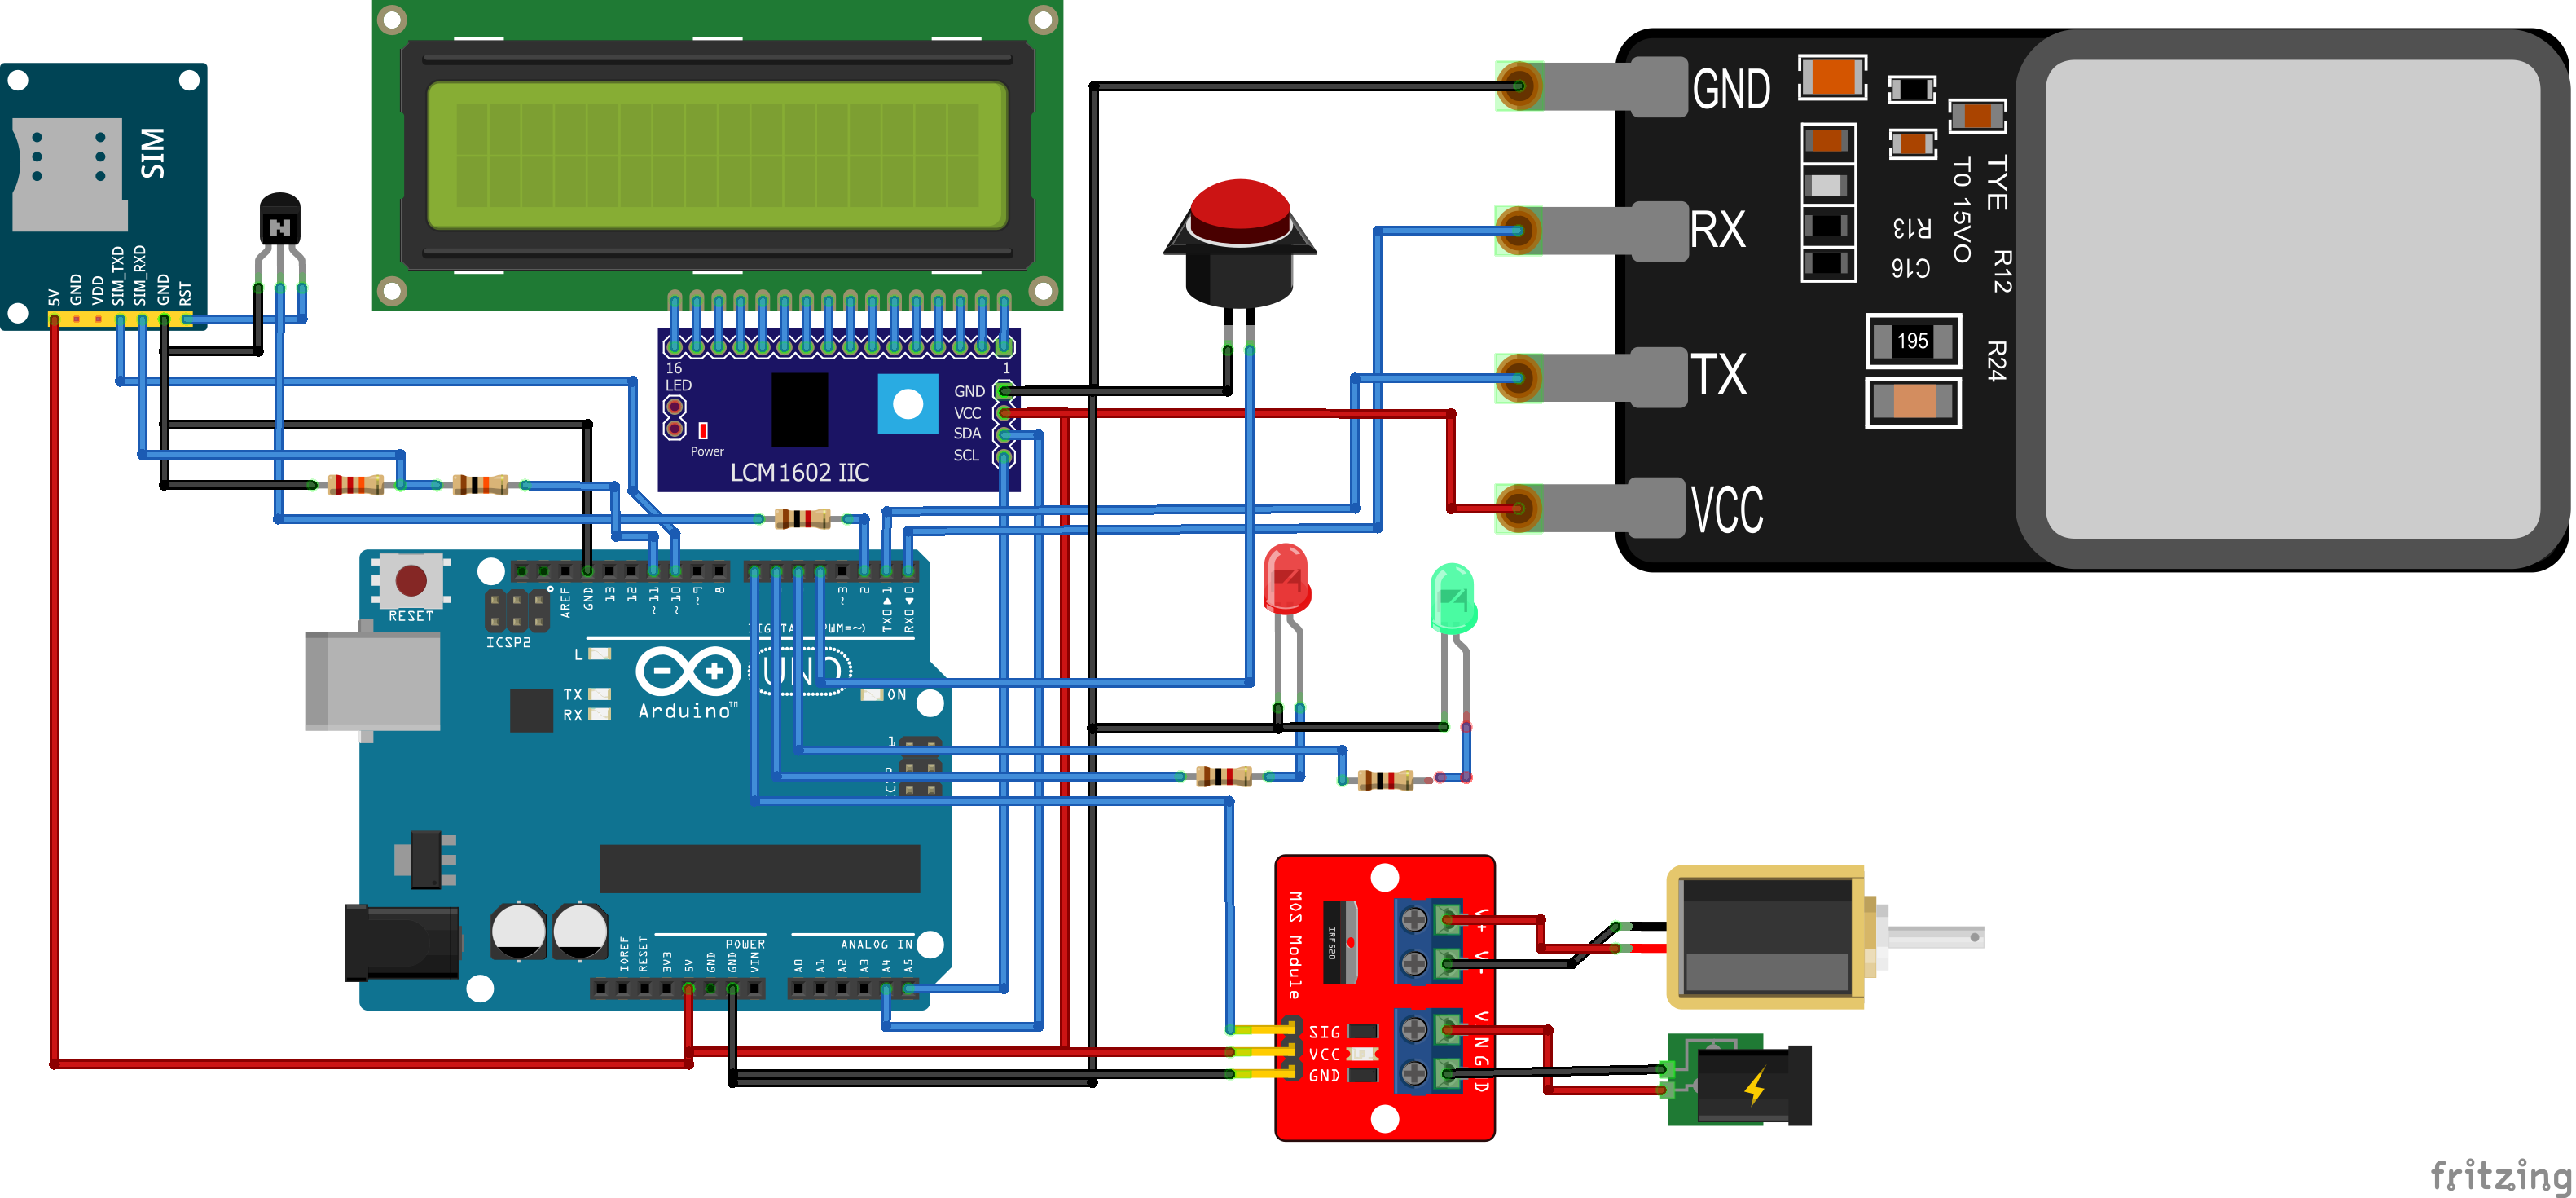 SIM
5V
GND
VDD
SIM_TXD
SIM_RXD
GND
RST
N
16
1
LED
Power
LCM1602 IIC
GND
VCC
SDA
SCL
GND
RX
TX
VCC
TYE
TO 15VO
R13
C16
R12
R24
195
RESET
ICSP2
AREF
GND
13
12
~11
~10
~9
8
~3
2
TX0▶1
RX0◀0
L
TX
RX
ON
UNO
Arduino™
1
IOREF
RESET
3V3
5V
GND
GND
VIN
POWER
ANALOG IN
A0
A1
A2
A3
A4
A5
MOS Module
IRF520
SIG
VCC
GND
fritzing